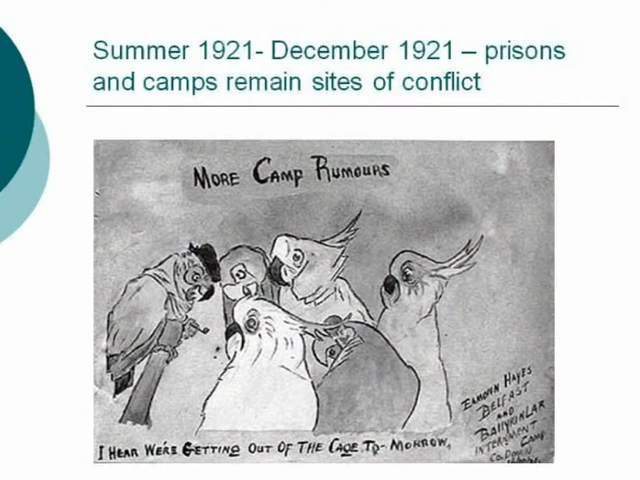 Summer 1921- December 1921 – prisons
and camps remain sites of conflict
MORE CAMP RUMOURS
I HEAR WE'RE GETTING OUT OF THE CAGE TO-MORROW,
EAMONN HAYES
BELFAST
AND
BALLYKINLAR
INTERNMENT CAMP
CO. DOWN